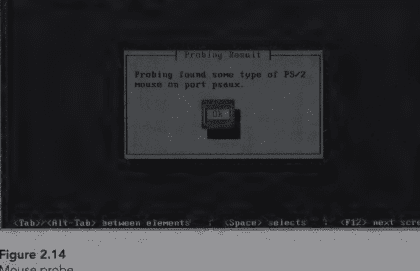 Probing Result
Probing found some type of PS/2
mouse on port psaux.
Ok
<Tab>/<Alt-Tab> between elements | <Space> selects | <F12> next scre
Figure 2.14
Mouse probe